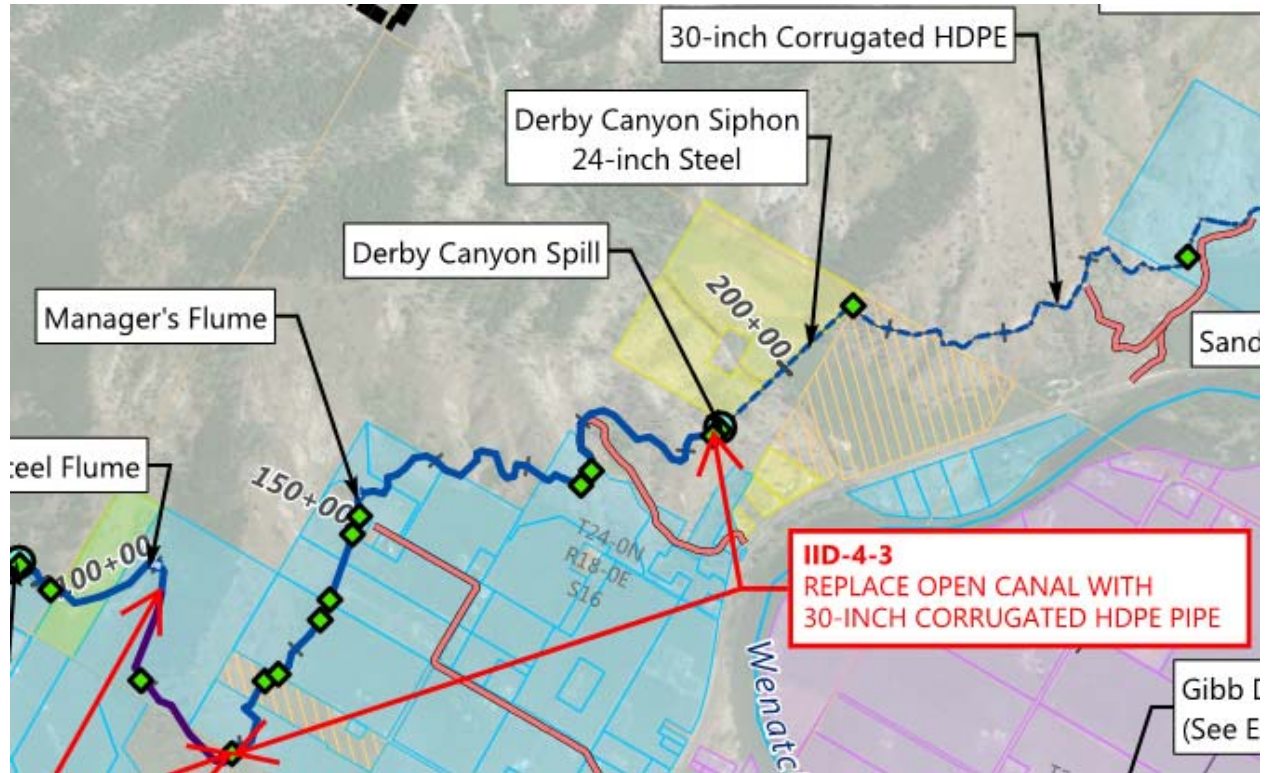 30-inch Corrugated HDPE
Derby Canyon Siphon
24-inch Steel
Derby Canyon Spill
200+00
Manager's Flume
Sand
teel Flume
150+00
100+00
T24-0N
R18-0E
S16
IID-4-3
REPLACE OPEN CANAL WITH
30-INCH CORRUGATED HDPE PIPE
Wenatc
Gibb D
(See E